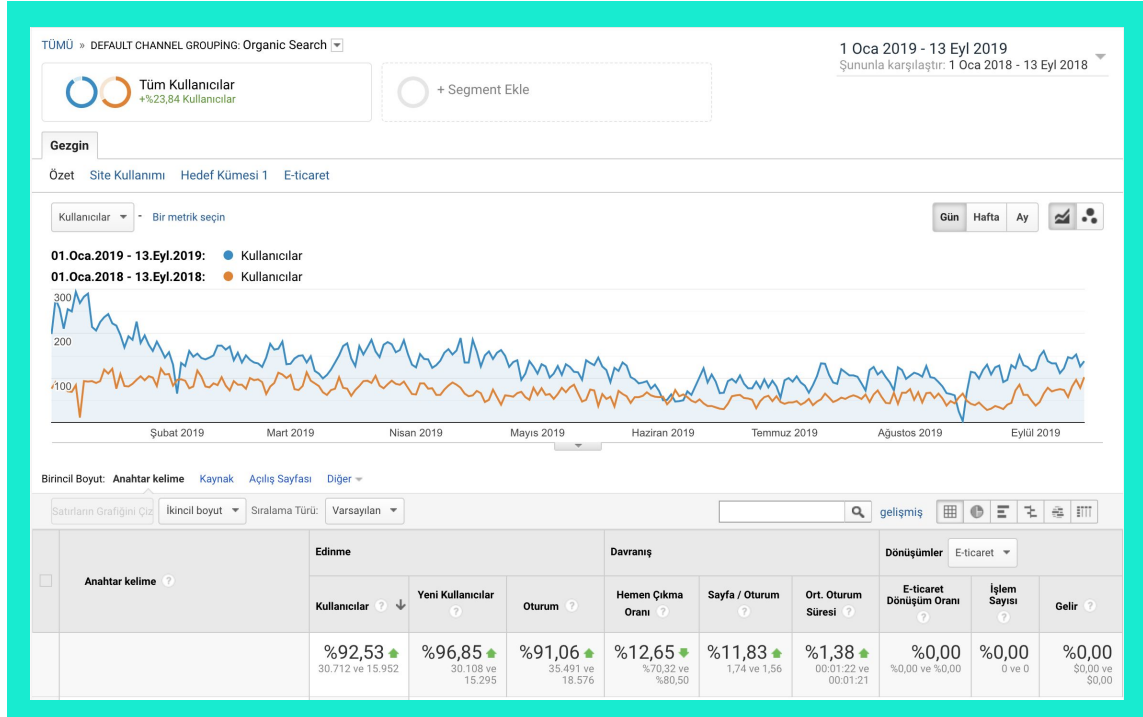 TÜMÜ » DEFAULT CHANNEL GROUPİNG: Organic Search
1 Oca 2019 - 13 Eyl 2019
Şununla karşılaştır: 1 Oca 2018 - 13 Eyl 2018
Tüm Kullanıcılar
+%23,84 Kullanıcılar
+ Segment Ekle
Gezgin
Özet Site Kullanımı Hedef Kümesi 1 E-ticaret
Kullanıcılar - Bir metrik seçin
Gün Hafta Ay
01.Oca.2019 - 13.Eyl.2019: Kullanıcılar
01.Oca.2018 - 13.Eyl.2018: Kullanıcılar
300
200
100
Şubat 2019 Mart 2019 Nisan 2019 Mayıs 2019 Haziran 2019 Temmuz 2019 Ağustos 2019 Eylül 2019
Birincil Boyut: Anahtar kelime Kaynak Açılış Sayfası Diğer
Satırların Grafiğini Çiz İkincil boyut Sıralama Türü: Varsayılan gelişmiş
Edinme Davranış Dönüşümler E-ticaret
Anahtar kelime ?
Kullanıcılar ?
Yeni Kullanıcılar
?
Oturum ?
Hemen Çıkma
Oranı ?
Sayfa / Oturum
?
Ort. Oturum
Süresi ?
E-ticaret
Dönüşüm Oranı
?
İşlem
Sayısı
?
Gelir ?
%92,53
30.712 ve 15.952
%96,85
30.108 ve
15.295
%91,06
35.491 ve
18.576
%12,65
%70,32 ve
%80,50
%11,83
1,74 ve 1,56
%1,38
00:01:22 ve
00:01:21
%0,00
%0,00 ve %0,00
%0,00
0 ve 0
%0,00
$0,00 ve
$0,00